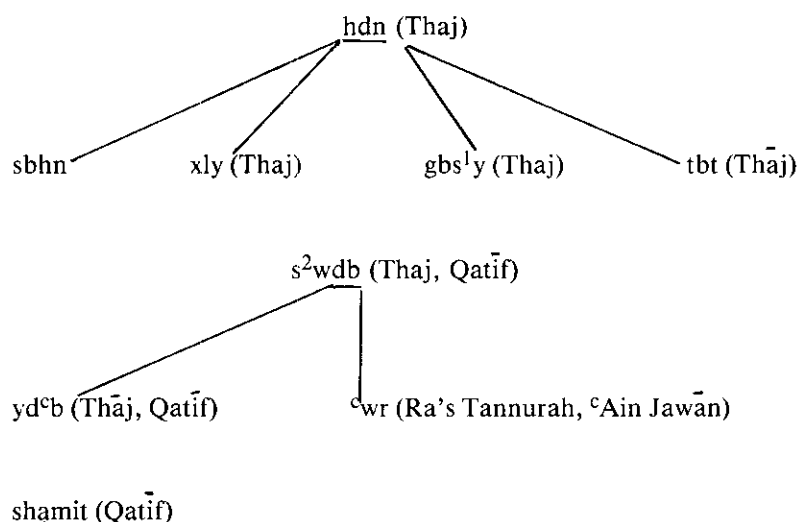 hdn (Thaj)
sbhn xly (Thaj) gbs¹y (Thaj) tbt (Thāj)
s²wdb (Thaj, Qatīf)
ydᶜb (Thāj, Qatīf) ᶜwr (Ra's Tannurah, ᶜAin Jawān)
shamit (Qatīf)